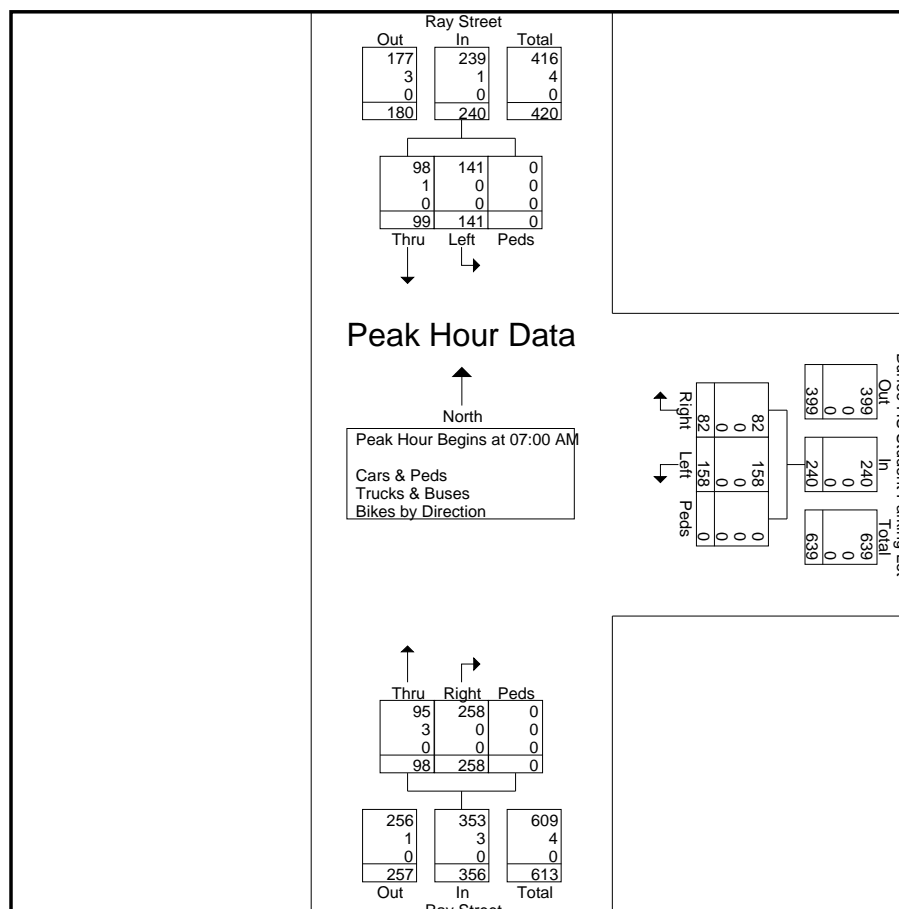 Ray Street
Out In Total
177 239 416
3 1 4
0 0 0
180 240 420
98 141 0
1 0 0
0 0 0
99 141 0
Thru Left Peds
Peak Hour Data
North
Peak Hour Begins at 07:00 AM
Cars & Peds
Trucks & Buses
Bikes by Direction
Student Parking Lot
Out In Total
399 240 639
0 0 0
0 0 0
399 240 639
82 158 0
0 0 0
0 0 0
82 158 0
Right Left Peds
Thru Right Peds
95 258 0
3 0 0
0 0 0
98 258 0
256 353 609
1 3 4
0 0 0
257 356 613
Out In Total
Ray Street